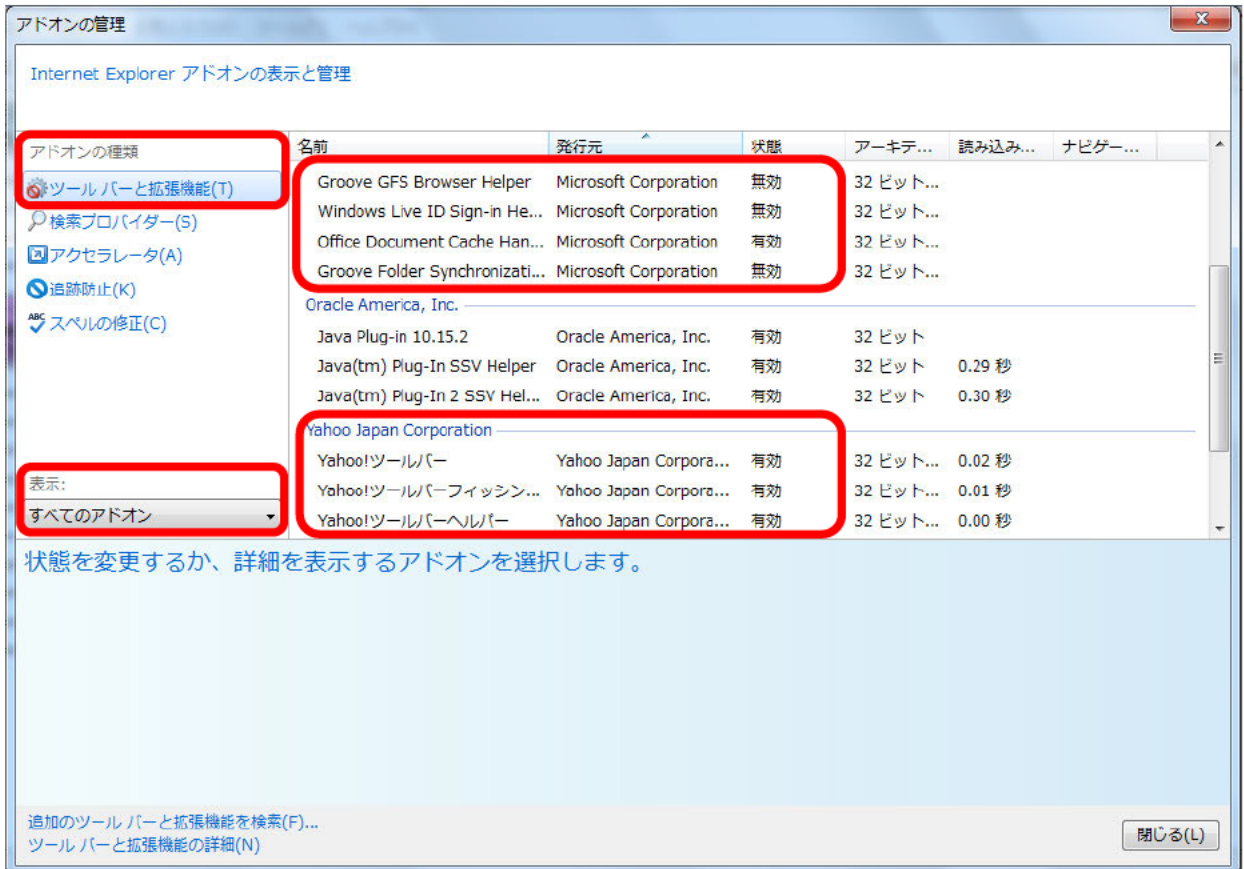 アドオンの管理
Internet Explorer アドオンの表示と管理
アドオンの種類
ツール バーと拡張機能(T)
検索プロバイダー(S)
アクセラレータ(A)
追跡防止(K)
ABC スペルの修正(C)
表示:
すべてのアドオン
名前 発行元 状態 アーキテ... 読み込み... ナビゲー...
Groove GFS Browser Helper Microsoft Corporation 無効 32 ビット...
Windows Live ID Sign-in He... Microsoft Corporation 無効 32 ビット...
Office Document Cache Han... Microsoft Corporation 有効 32 ビット...
Groove Folder Synchronizati... Microsoft Corporation 無効 32 ビット...
Oracle America, Inc.
Java Plug-in 10.15.2 Oracle America, Inc. 有効 32 ビット
Java(tm) Plug-In SSV Helper Oracle America, Inc. 有効 32 ビット 0.29 秒
Java(tm) Plug-In 2 SSV Hel... Oracle America, Inc. 有効 32 ビット 0.30 秒
Yahoo Japan Corporation
Yahoo!ツールバー Yahoo Japan Corpora... 有効 32 ビット... 0.02 秒
Yahoo!ツールバーフィッシン... Yahoo Japan Corpora... 有効 32 ビット... 0.01 秒
Yahoo!ツールバーヘルパー Yahoo Japan Corpora... 有効 32 ビット... 0.00 秒
状態を変更するか、詳細を表示するアドオンを選択します。
追加のツール バーと拡張機能を検索(F)...
ツール バーと拡張機能の詳細(N)
閉じる(L)